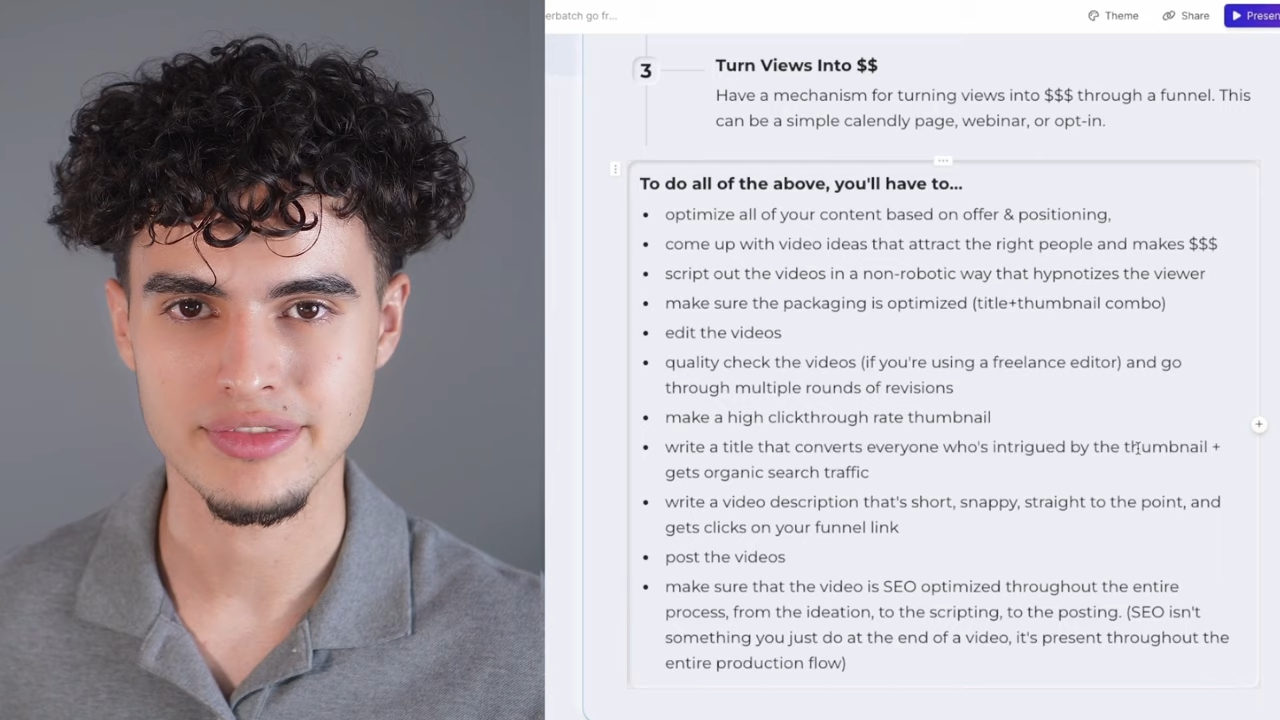 erbatch go fr...
Theme
Share
Presen
3
Turn Views Into $$
Have a mechanism for turning views into $$$ through a funnel. This
can be a simple calendly page, webinar, or opt-in.
To do all of the above, you'll have to...
• optimize all of your content based on offer & positioning,
• come up with video ideas that attract the right people and makes $$$
• script out the videos in a non-robotic way that hypnotizes the viewer
• make sure the packaging is optimized (title+thumbnail combo)
• edit the videos
• quality check the videos (if you're using a freelance editor) and go
through multiple rounds of revisions
• make a high clickthrough rate thumbnail
• write a title that converts everyone who's intrigued by the thumbnail +
gets organic search traffic
• write a video description that's short, snappy, straight to the point, and
gets clicks on your funnel link
• post the videos
• make sure that the video is SEO optimized throughout the entire
process, from the ideation, to the scripting, to the posting. (SEO isn't
something you just do at the end of a video, it's present throughout the
entire production flow)